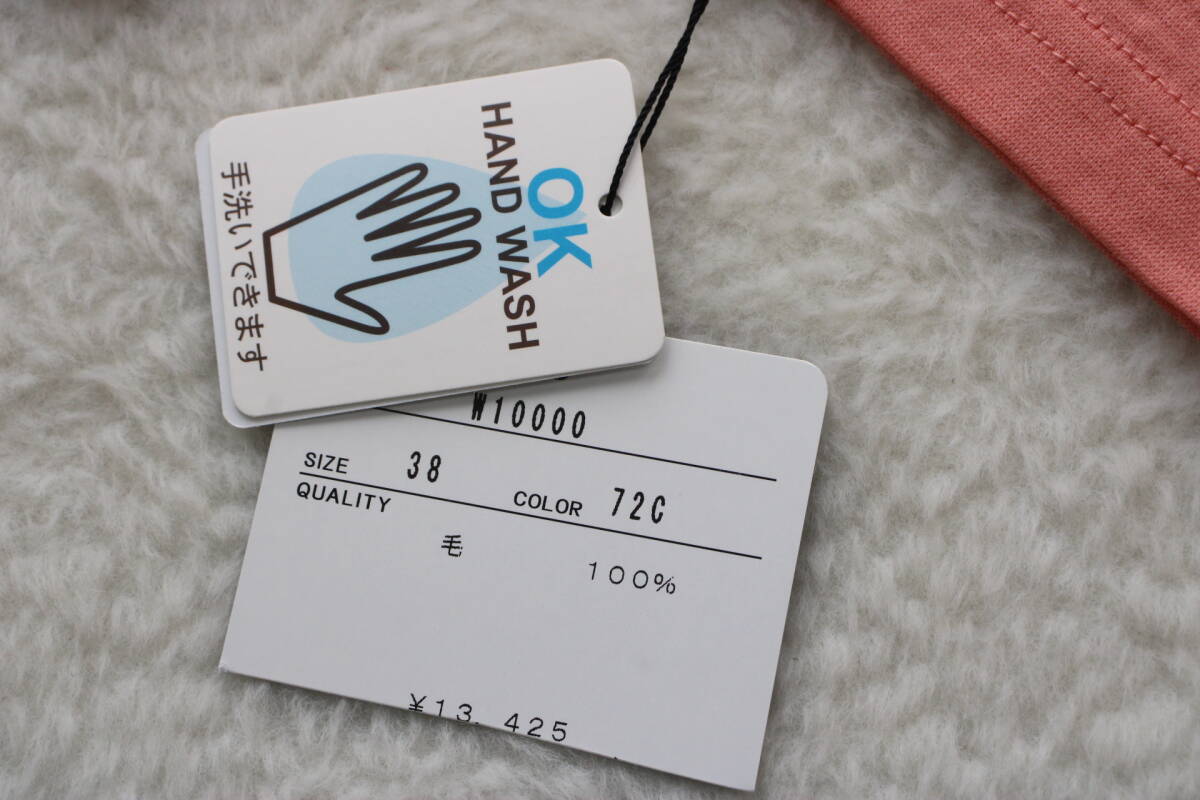 OK
HAND WASH
手洗いできます
W10000
SIZE 38 COLOR 72C
QUALITY
毛 100%
¥13,425